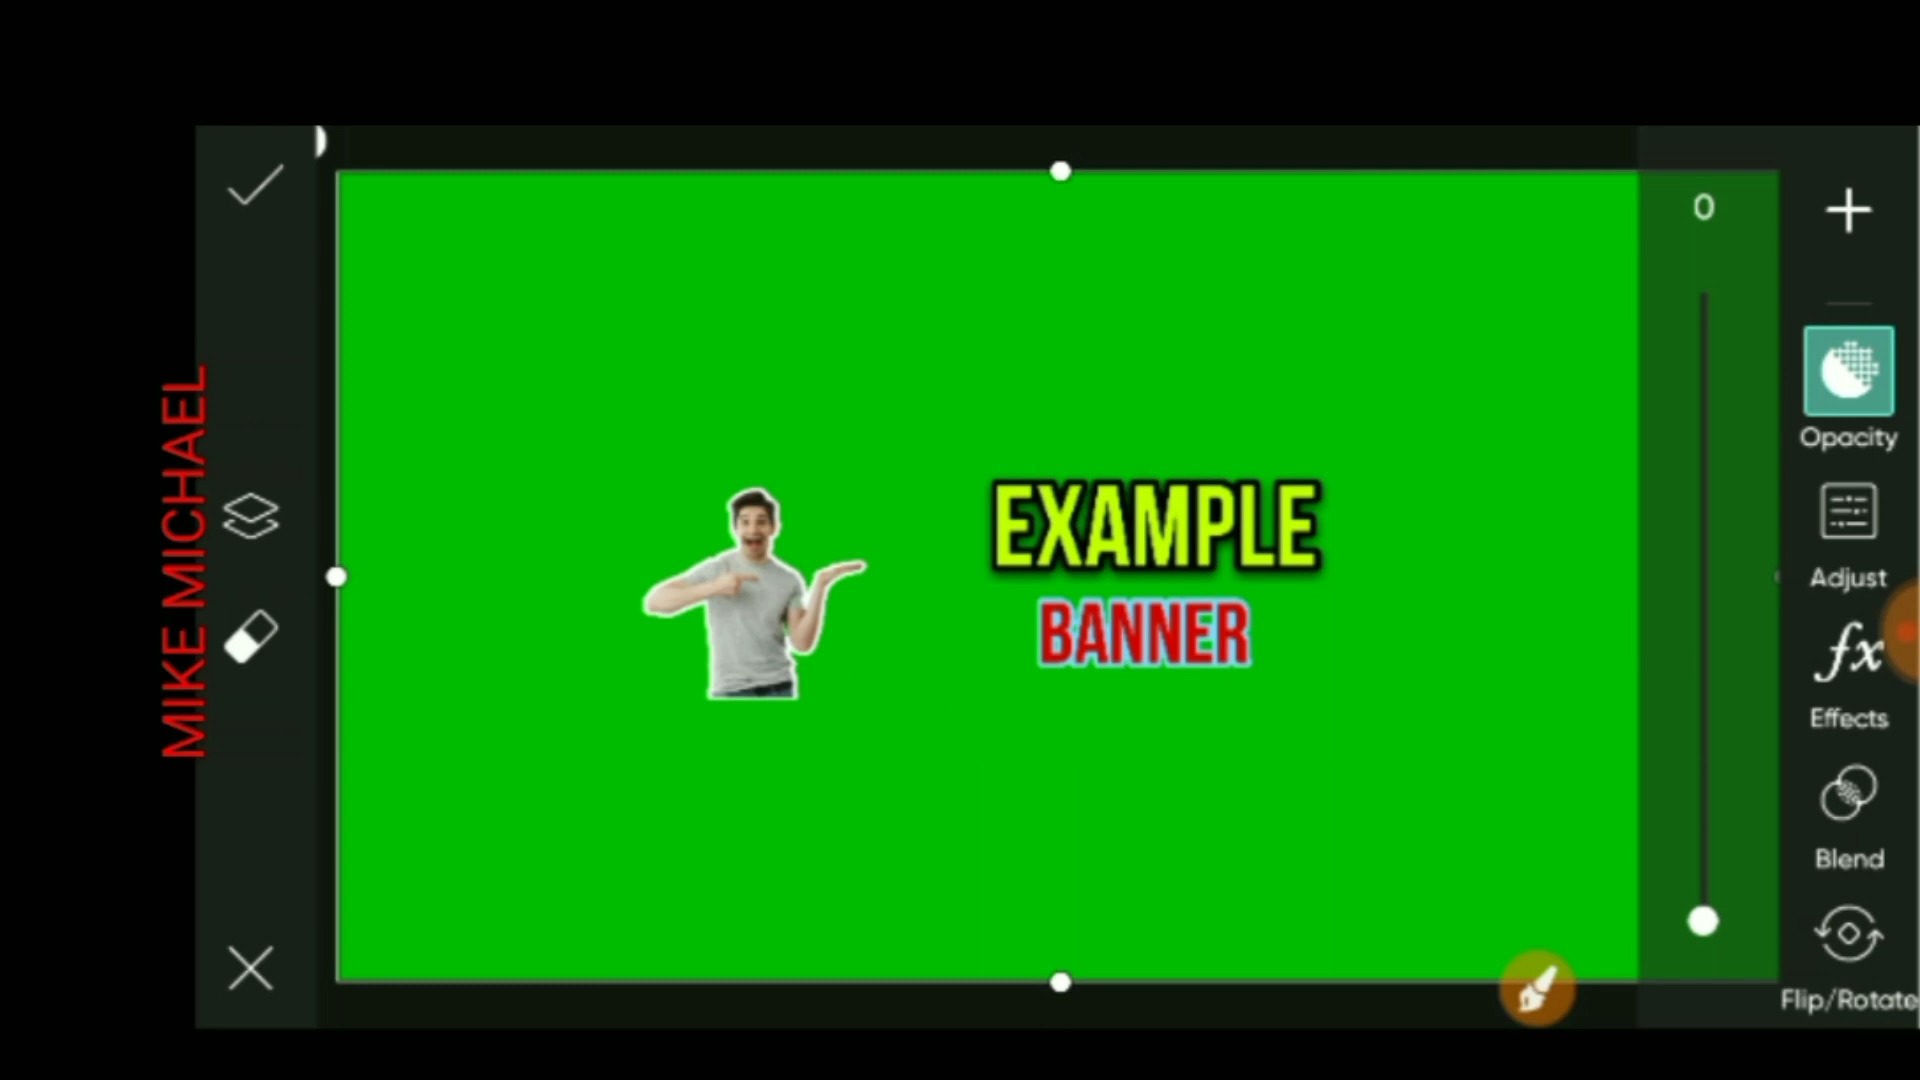 MIKE MICHAEL
EXAMPLE
BANNER
0
Opacity
Adjust
fx
Effects
Blend
Flip/Rotate